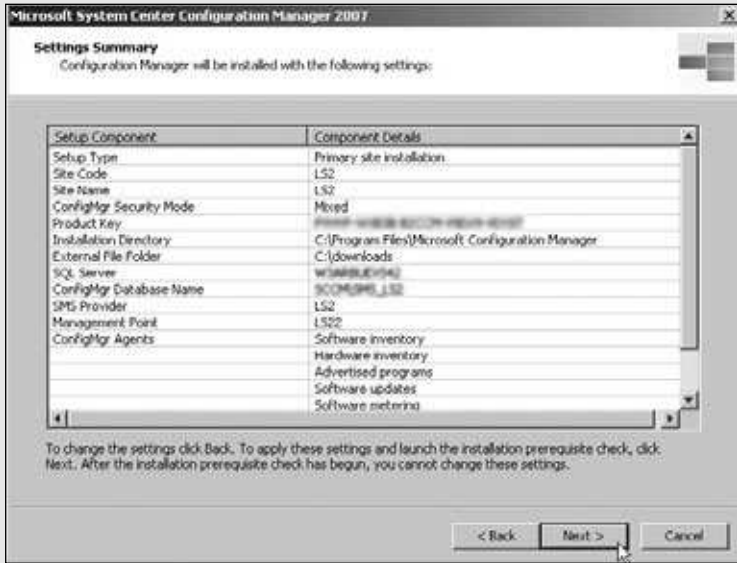 Microsoft System Center Configuration Manager 2007
Settings Summary
Configuration Manager will be installed with the following settings:
Setup Component Component Details
Setup Type Primary site installation
Site Code LS2
Site Name LS2
ConfigMgr Security Mode Mixed
Product Key
Installation Directory C:\Program Files\Microsoft Configuration Manager
External File Folder C:\downloads
SQL Server
ConfigMgr Database Name
SMS Provider LS2
Management Point LS22
ConfigMgr Agents Software inventory
Hardware inventory
Advertised programs
Software updates
Software metering
To change the settings click Back. To apply these settings and launch the installation prerequisite check, click
Next. After the installation prerequisite check has begun, you cannot change these settings.
< Back Next > Cancel